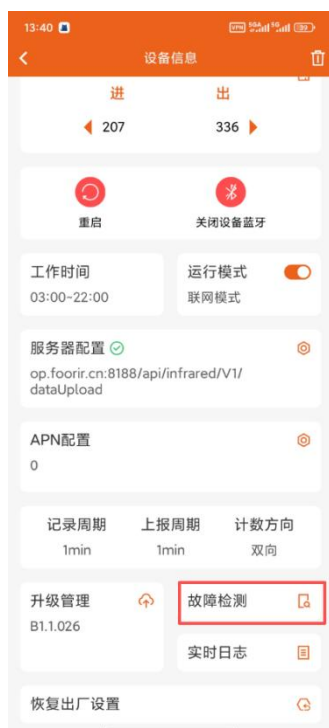 13:40
设备信息
进 出
207 336
重启 关闭设备蓝牙
工作时间 运行模式
03:00-22:00 联网模式
服务器配置
op.foorir.cn:8188/api/infrared/V1/
dataUpload
APN配置
0
记录周期 上报周期 计数方向
1min 1min 双向
升级管理 故障检测
B1.1.026
实时日志
恢复出厂设置